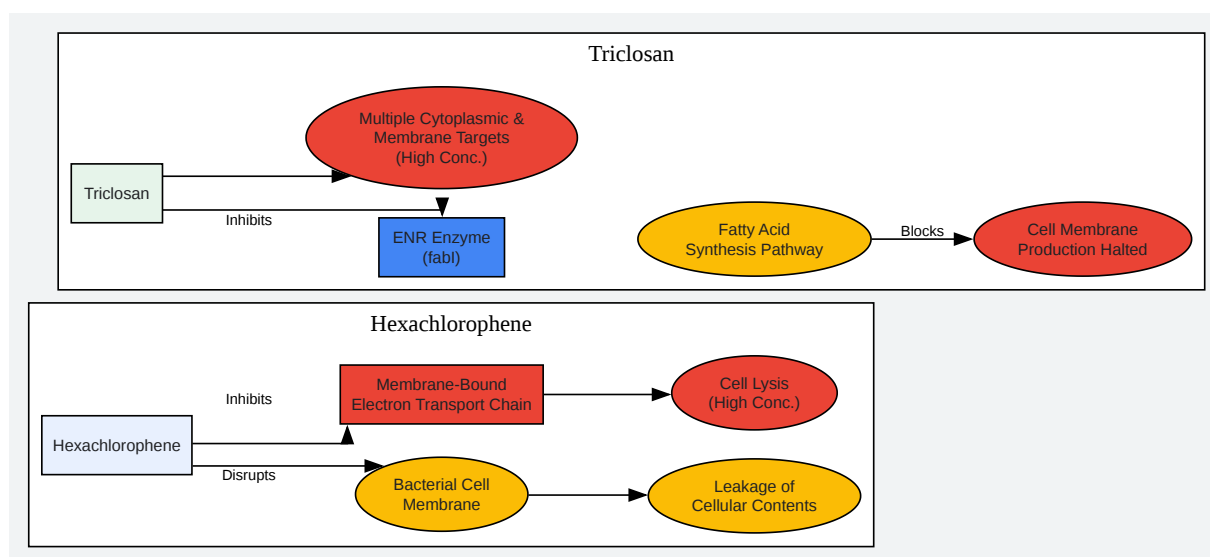 Triclosan
Multiple Cytoplasmic &
Membrane Targets
(High Conc.)
Triclosan
Inhibits
ENR Enzyme
(fabI)
Fatty Acid
Synthesis Pathway
Blocks
Cell Membrane
Production Halted
Hexachlorophene
Hexachlorophene
Inhibits
Membrane-Bound
Electron Transport Chain
Cell Lysis
(High Conc.)
Disrupts
Bacterial Cell
Membrane
Leakage of
Cellular Contents